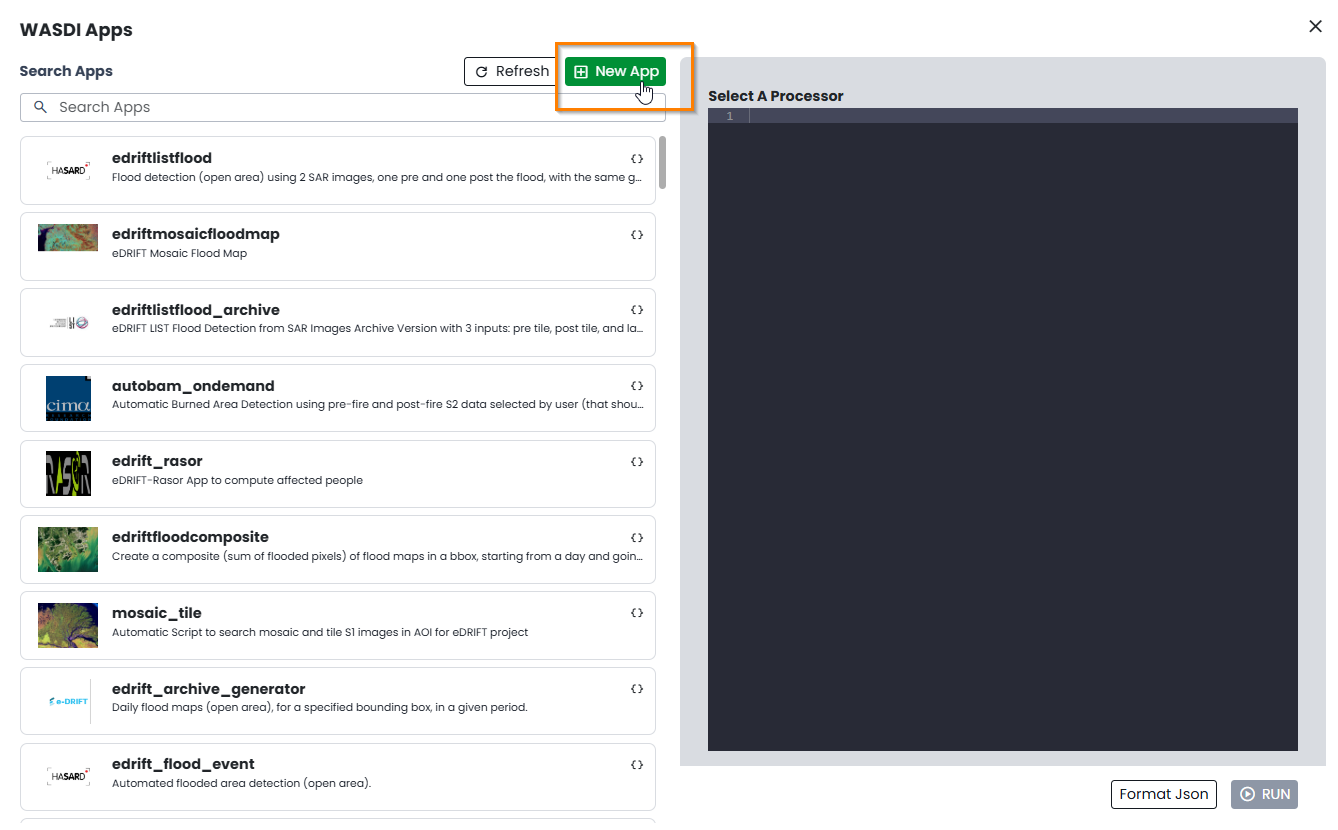 WASDI Apps
Search Apps
Refresh
New App
Search Apps
HASARD
edriftlistflood
{}
Flood detection (open area) using 2 SAR images, one pre and one post the flood, with the same g...
edriftmosaicfloodmap
{}
eDRIFT Mosaic Flood Map
edriftlistflood_archive
{}
eDRIFT LIST Flood Detection from SAR Images Archive Version with 3 inputs: pre tile, post tile, and la...
cima
autobam_ondemand
{}
Automatic Burned Area Detection using pre-fire and post-fire S2 data selected by user (that shou...
RASOR
edrift_rasor
{}
eDRIFT-Rasor App to compute affected people
edriftfloodcomposite
{}
Create a composite (sum of flooded pixels) of flood maps in a bbox, starting from a day and goin...
mosaic_tile
{}
Automatic Script to search mosaic and tile S1 images in AOI for eDRIFT project
e-DRIFT
edrift_archive_generator
{}
Daily flood maps (open area), for a specified bounding box, in a given period.
HASARD
edrift_flood_event
{}
Automated flooded area detection (open area).
Select A Processor
1
Format Json
RUN